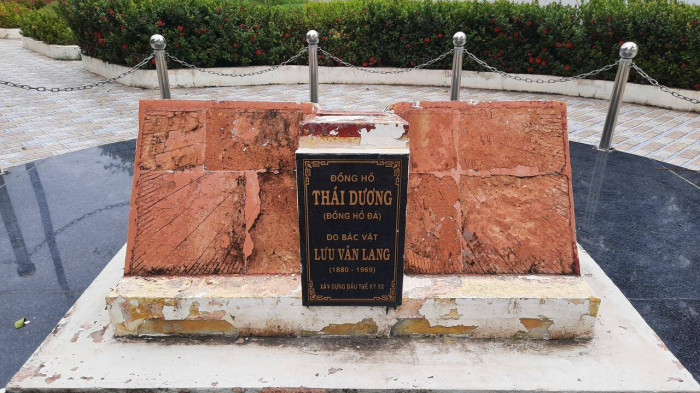 ĐỒNG HỒ
THÁI DƯƠNG
(ĐỒNG HỒ ĐÁ)
DO BÁC VẬT
LƯU VĂN LANG
(1880 - 1969)
XÂY DỰNG ĐẦU THẾ KỶ XX